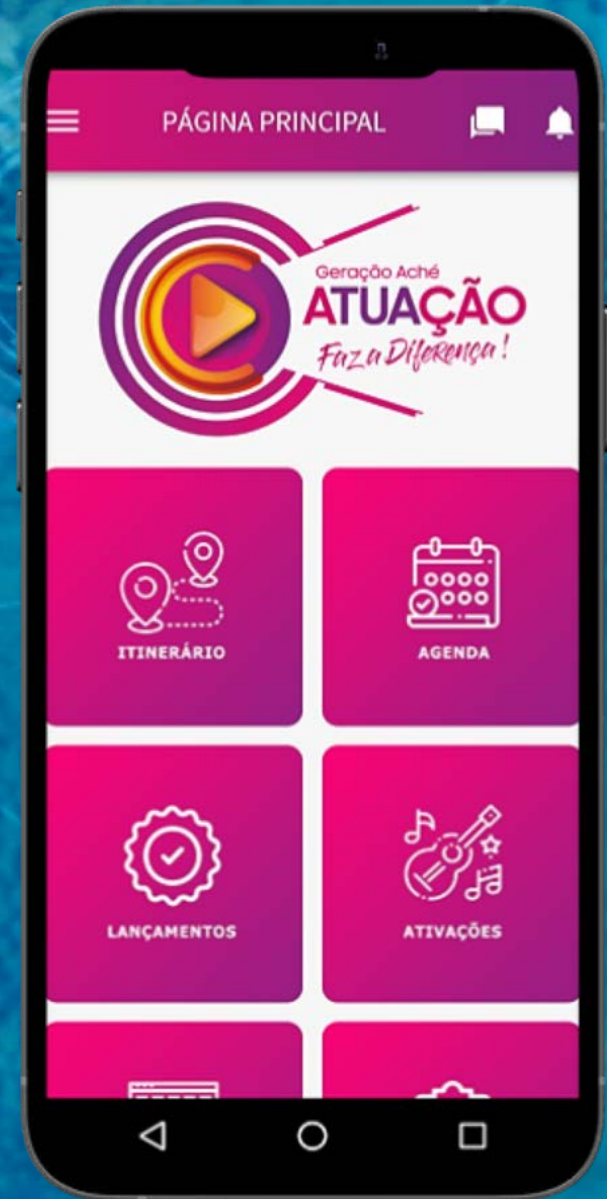 PÁGINA PRINCIPAL
Geração Aché
ATUAÇÃO
Faz a Diferença!
ITINERÁRIO
AGENDA
LANÇAMENTOS
ATIVAÇÕES